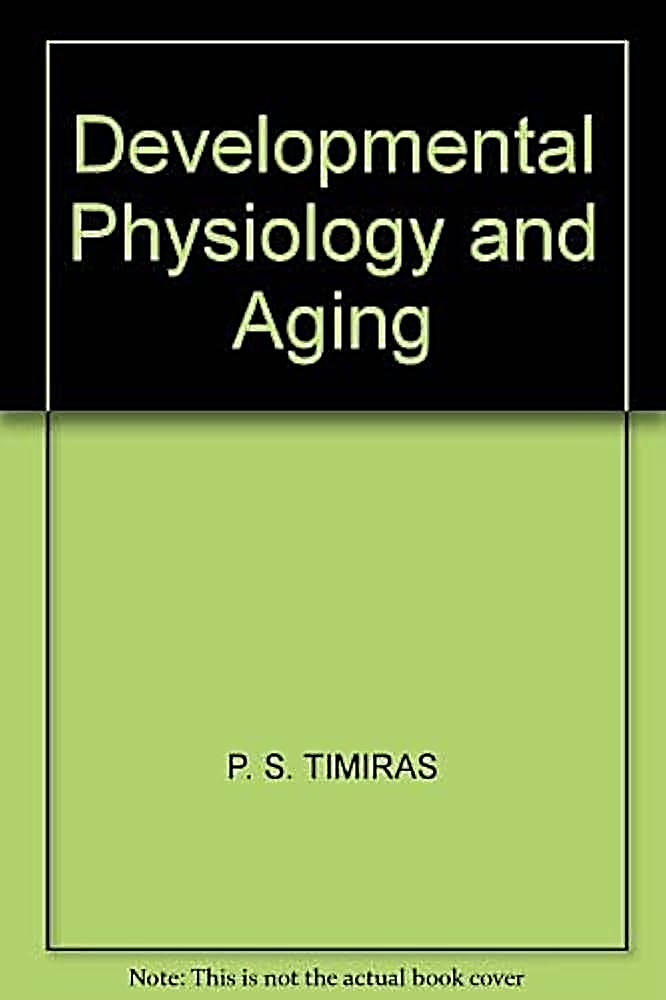 Developmental
Physiology and
Aging
P. S. TIMIRAS
Note: This is not the actual book cover